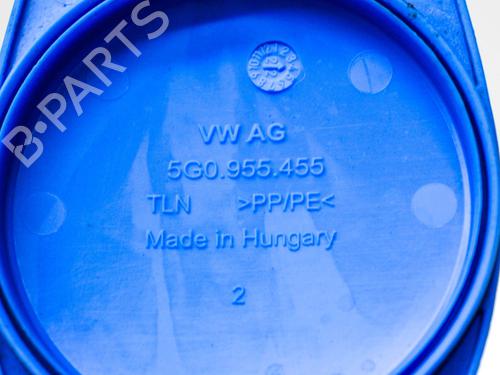 B-PARTS
VW AG
5G0.955.455
TLN >PP/PE<
Made in Hungary
2